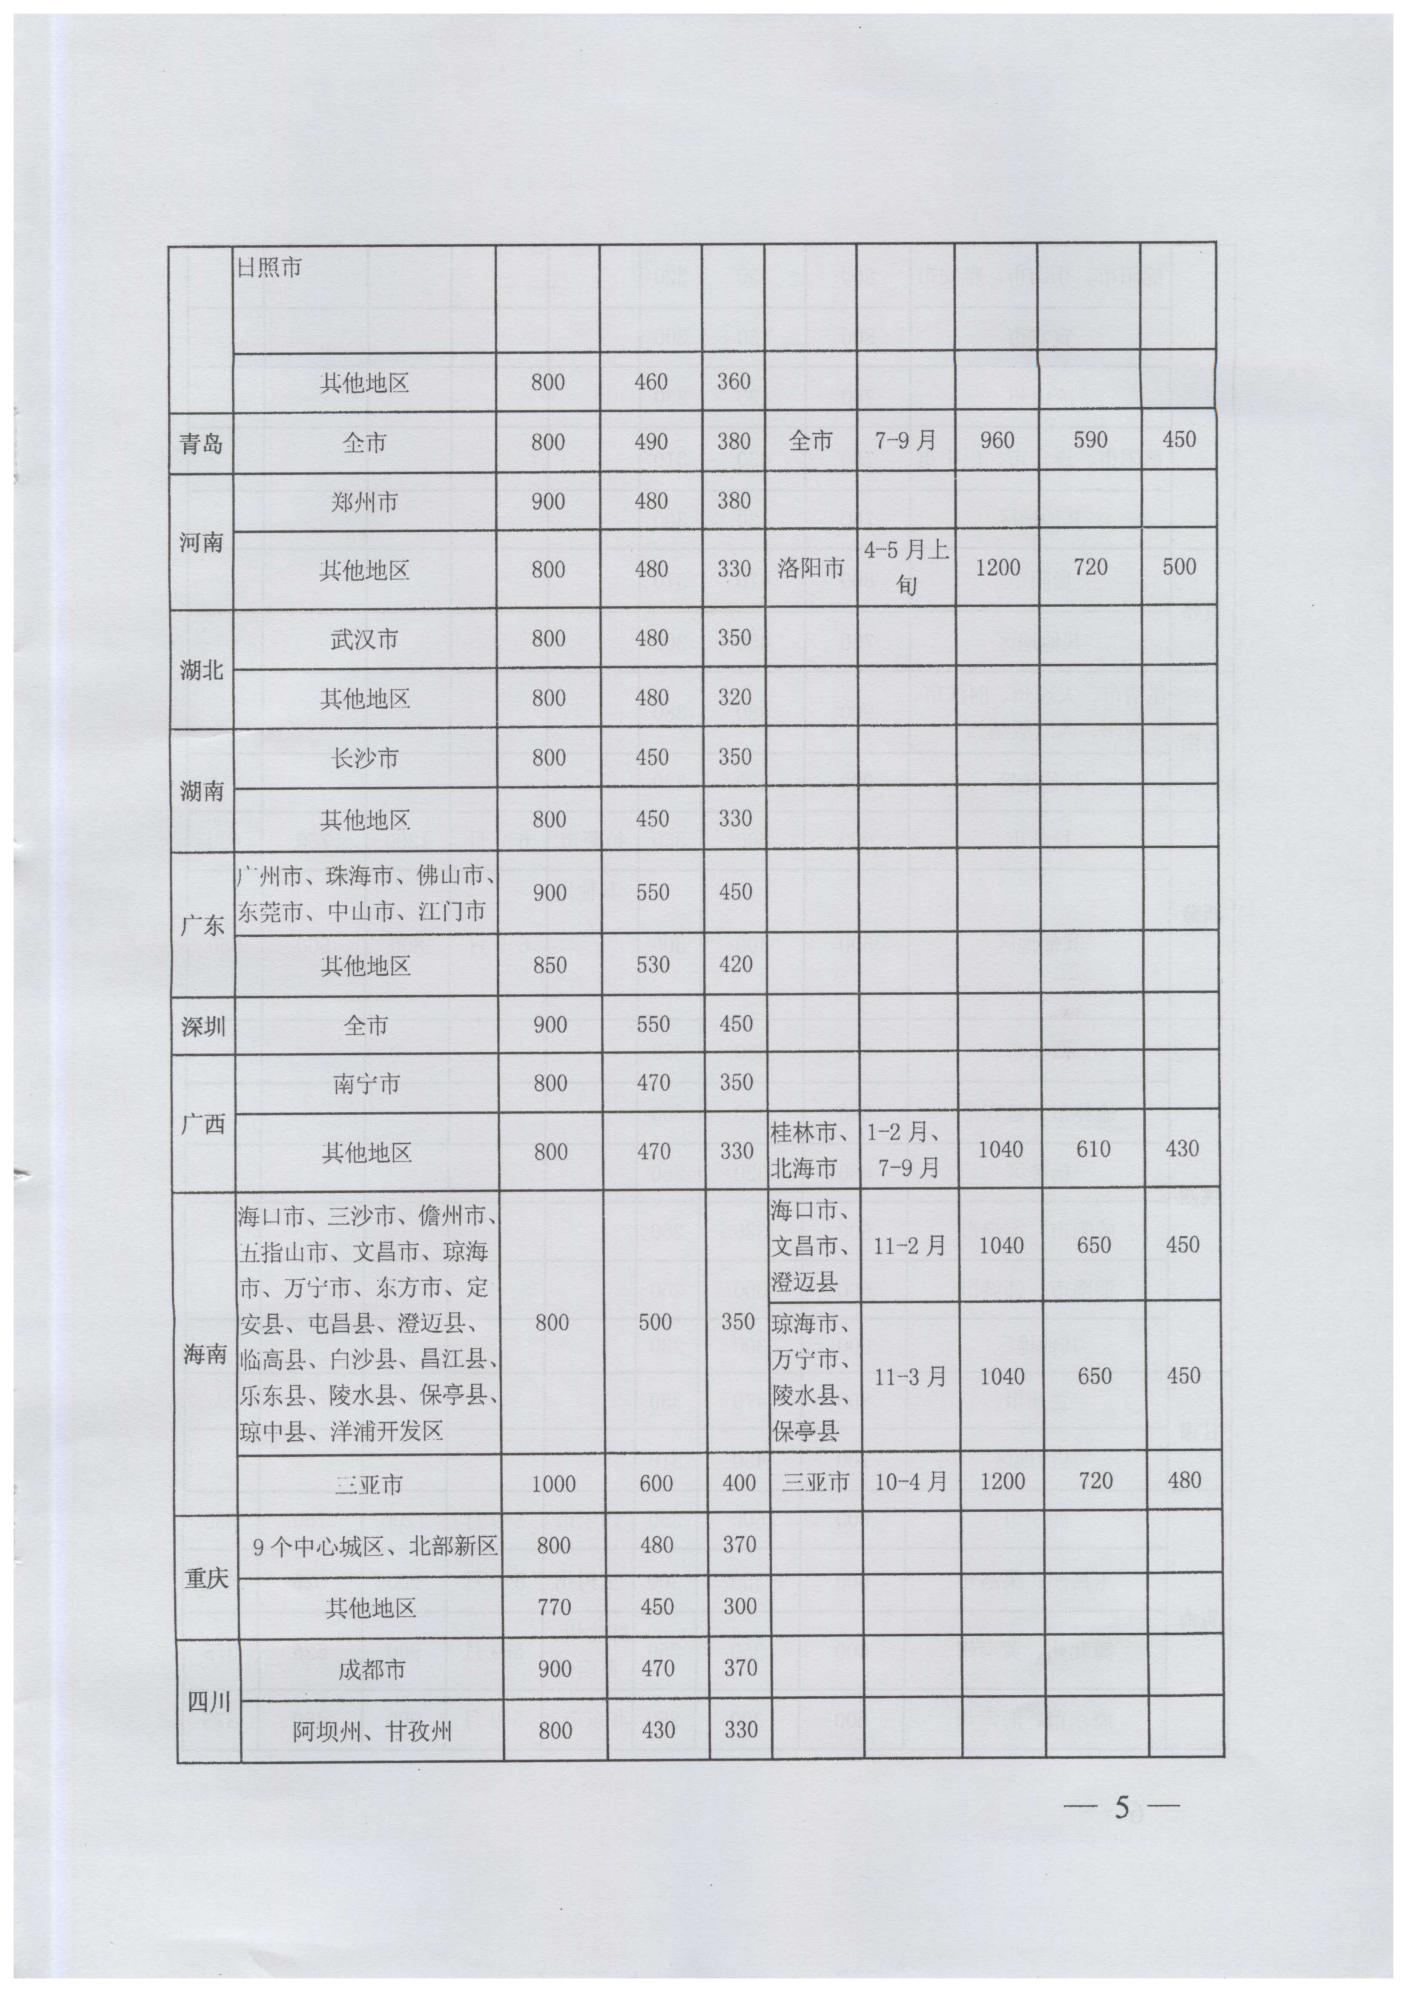 日照市
其他地区 800 460 360
青岛 全市 800 490 380 全市 7-9 月 960 590 450
河南
郑州市 900 480 380
其他地区 800 480 330 洛阳市 4-5 月上
旬 1200 720 500
湖北
武汉市 800 480 350
其他地区 800 480 320
湖南
长沙市 800 450 350
其他地区 800 450 330
广东
广州市、珠海市、佛山市、
东莞市、中山市、江门市 900 550 450
其他地区 850 530 420
深圳 全市 900 550 450
广西
南宁市 800 470 350
其他地区 800 470 330
桂林市、
北海市
1-2 月、
7-9 月
1040 610 430
海南
海口市、三沙市、儋州市、
五指山市、文昌市、琼海
市、万宁市、东方市、定
安县、屯昌县、澄迈县、
临高县、白沙县、昌江县、
乐东县、陵水县、保亭县、
琼中县、洋浦开发区
800 500 350
海口市、
文昌市、
澄迈县
11-2 月 1040 650 450
琼海市、
万宁市、
陵水县、
保亭县
11-3 月 1040 650 450
三亚市 1000 600 400 三亚市 10-4 月 1200 720 480
重庆
9 个中心城区、北部新区 800 480 370
其他地区 770 450 300
四川
成都市 900 470 370
阿坝州、甘孜州 800 430 330
— 5 —